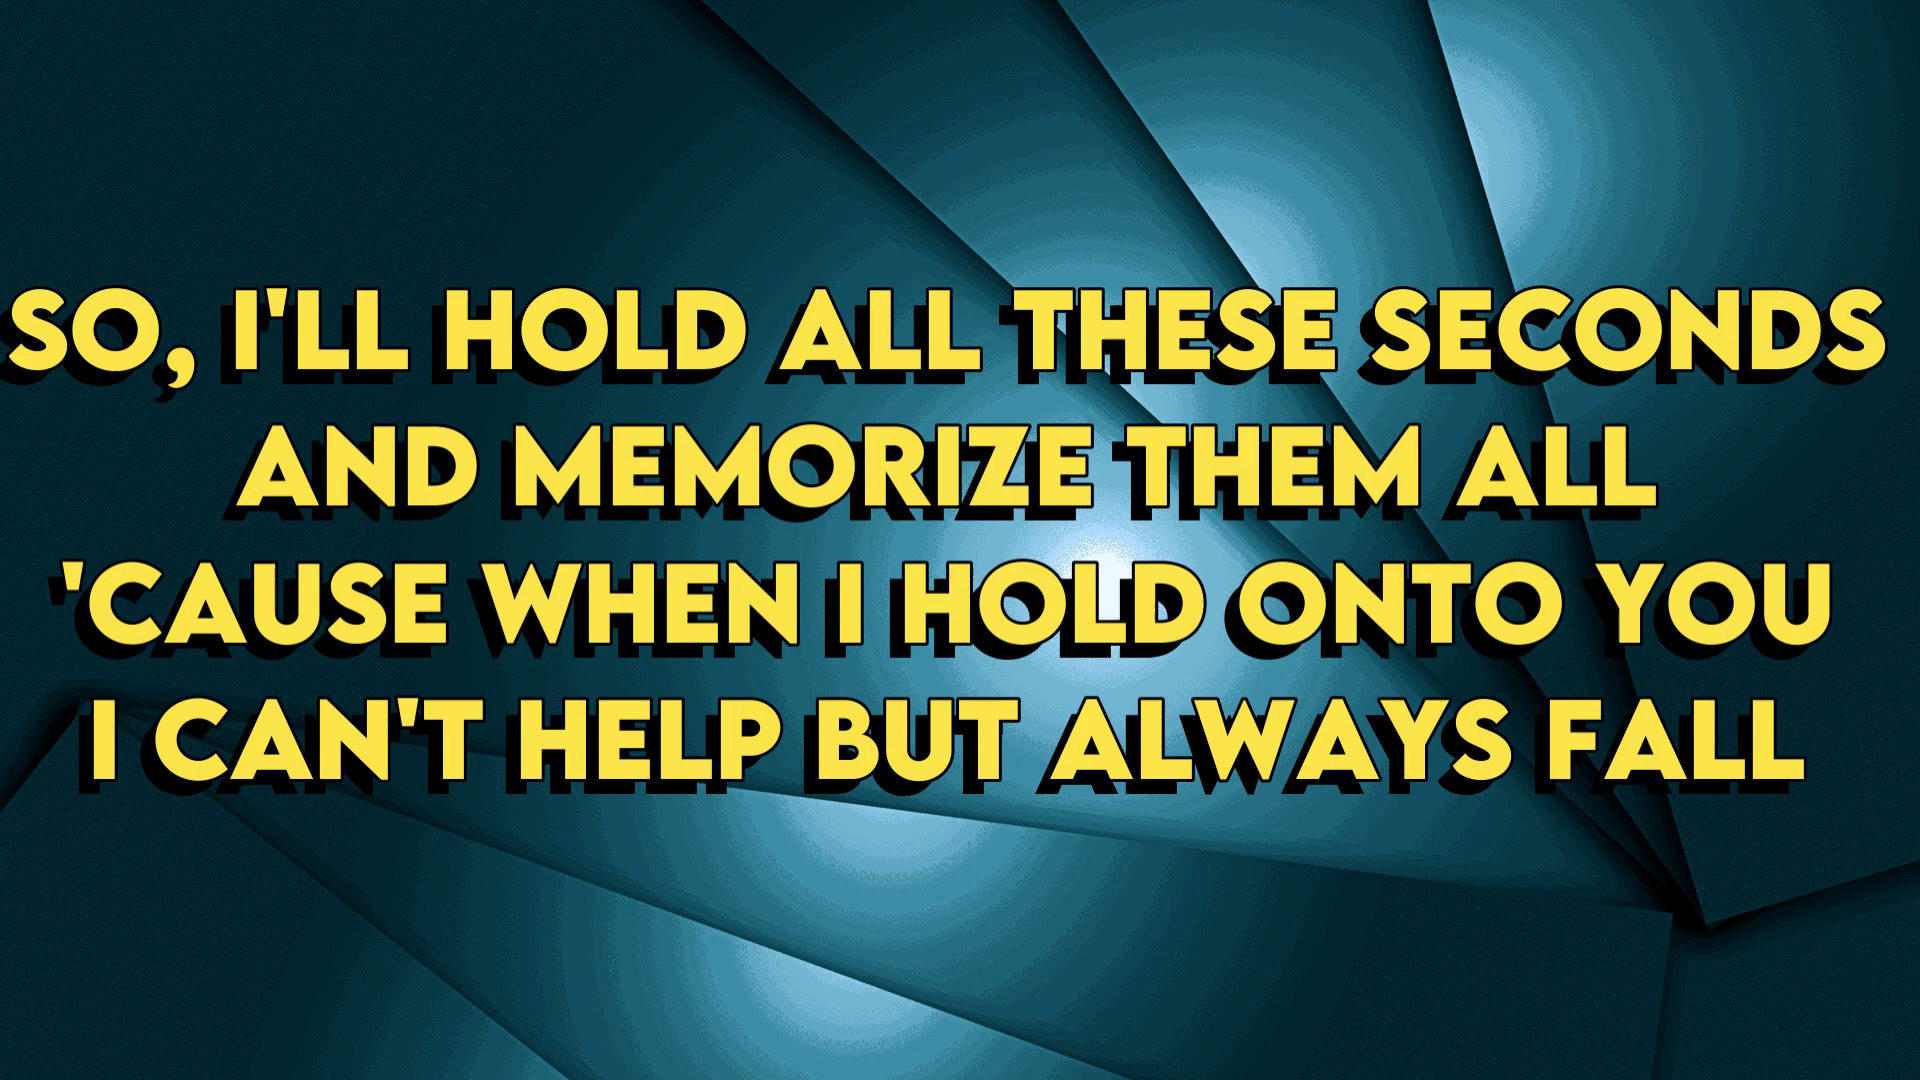 SO, I'LL HOLD ALL THESE SECONDS
AND MEMORIZE THEM ALL
'CAUSE WHEN I HOLD ONTO YOU
I CAN'T HELP BUT ALWAYS FALL